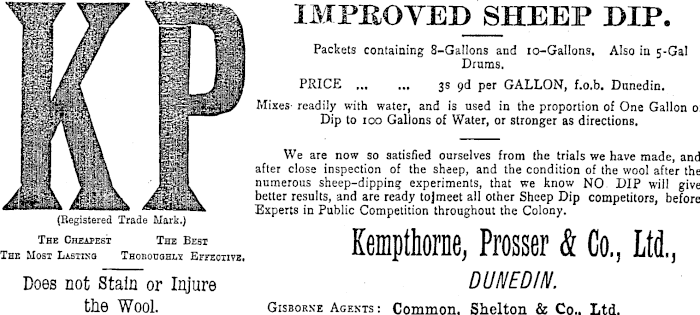 KP
(Registered Trade Mark.)
THE CHEAPEST THE BEST
THE MOST LASTING THOROUGHLY EFFECTIVE.
Does not Stain or Injure
the Wool.
IMPROVED SHEEP DIP.
Packets containing 8-Gallons and 10-Gallons. Also in 5-Gal
Drums.
PRICE ... ... 3s 9d per GALLON, f.o.b. Dunedin.
Mixes readily with water, and is used in the proportion of One Gallon o
Dip to 100 Gallons of Water, or stronger as directions.
We are now so satisfied ourselves from the trials we have made, and
after close inspection of the sheep, and the condition of the wool after the
numerous sheep-dipping experiments, that we know NO DIP will give
better results, and are ready to meet all other Sheep Dip competitors, before
Experts in Public Competition throughout the Colony.
Kempthorne, Prosser & Co., Ltd.,
DUNEDIN.
GISBORNE AGENTS: Common, Shelton & Co., Ltd.